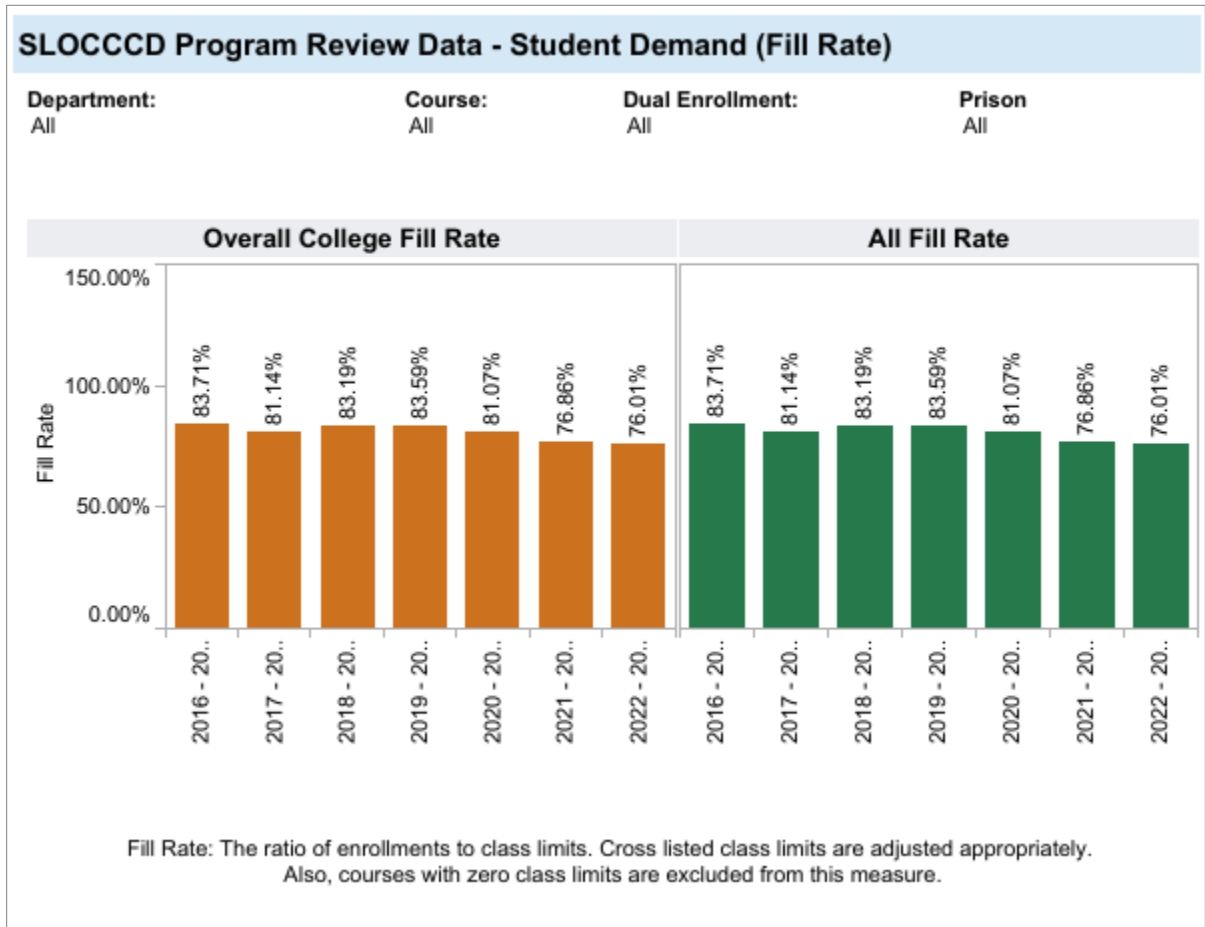 SLOCCCD Program Review Data - Student Demand (Fill Rate)
Department: Course: Dual Enrollment: Prison
All All All All
Overall College Fill Rate All Fill Rate
150.00%
100.00%
50.00%
0.00%
Fill Rate
83.71% 81.14% 83.19% 83.59% 81.07% 76.86% 76.01% 83.71% 81.14% 83.19% 83.59% 81.07% 76.86% 76.01%
2016 - 20.. 2017 - 20.. 2018 - 20.. 2019 - 20.. 2020 - 20.. 2021 - 20.. 2022 - 20.. 2016 - 20.. 2017 - 20.. 2018 - 20.. 2019 - 20.. 2020 - 20.. 2021 - 20.. 2022 - 20..
Fill Rate: The ratio of enrollments to class limits. Cross listed class limits are adjusted appropriately.
Also, courses with zero class limits are excluded from this measure.